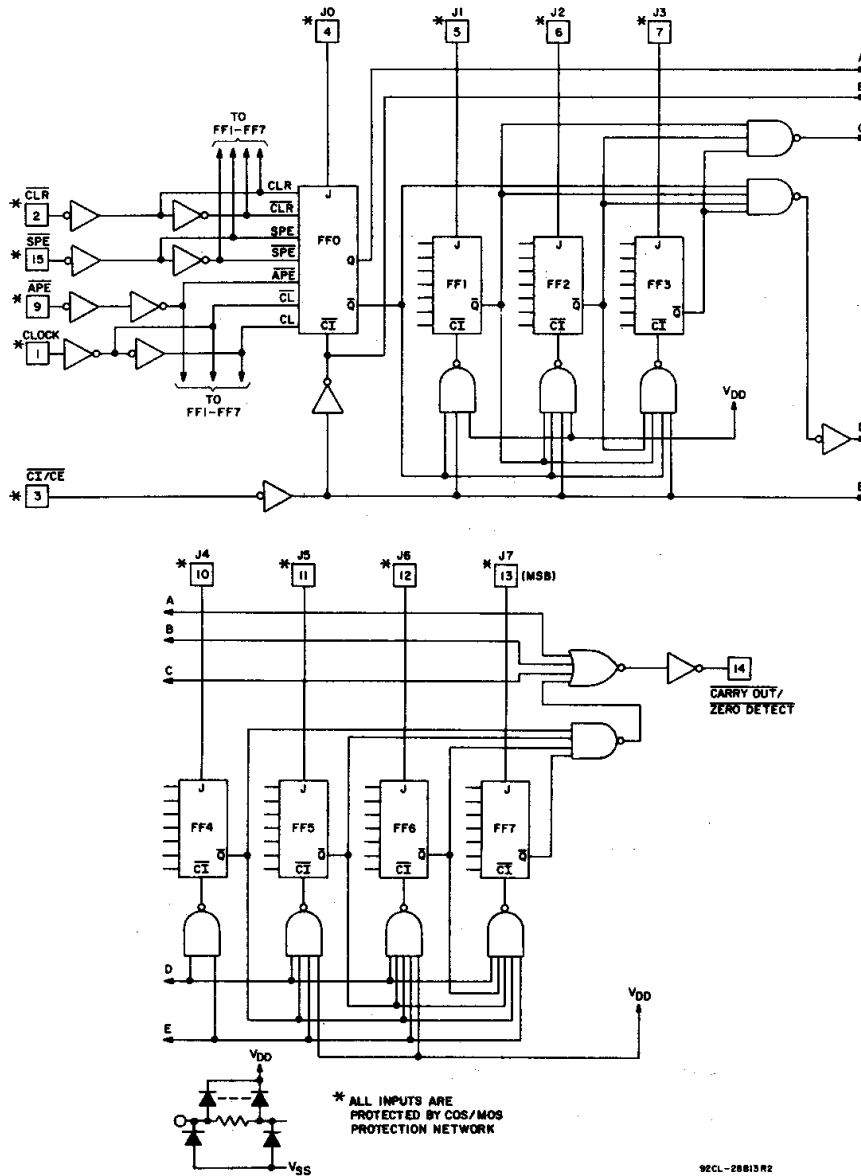 J0 J1 J2 J3
* 4 * 5 * 6 * 7
A
B
TO
FF1-FF7
C
CLR
* 2
CLR
CLR
J
SPE
* 15
SPE
SPE
FF0
Q
APE
* 9
APE
CL
Q
CL
CI
* CLOCK
1
TO
FF1-FF7
J J J
FF1 FF2 FF3
Q Q Q
CI CI CI
VDD
D
CI/CE
* 3
E
J4 J5 J6 J7
* 10 * 11 * 12 * 13 (MSB)
A
B
C
14
CARRY OUT/
ZERO DETECT
J J J J
FF4 FF5 FF6 FF7
Q Q Q Q
CI CI CI CI
D
VDD
E
VDD
* ALL INPUTS ARE
PROTECTED BY COS/MOS
PROTECTION NETWORK
VSS
92CL-28813R2